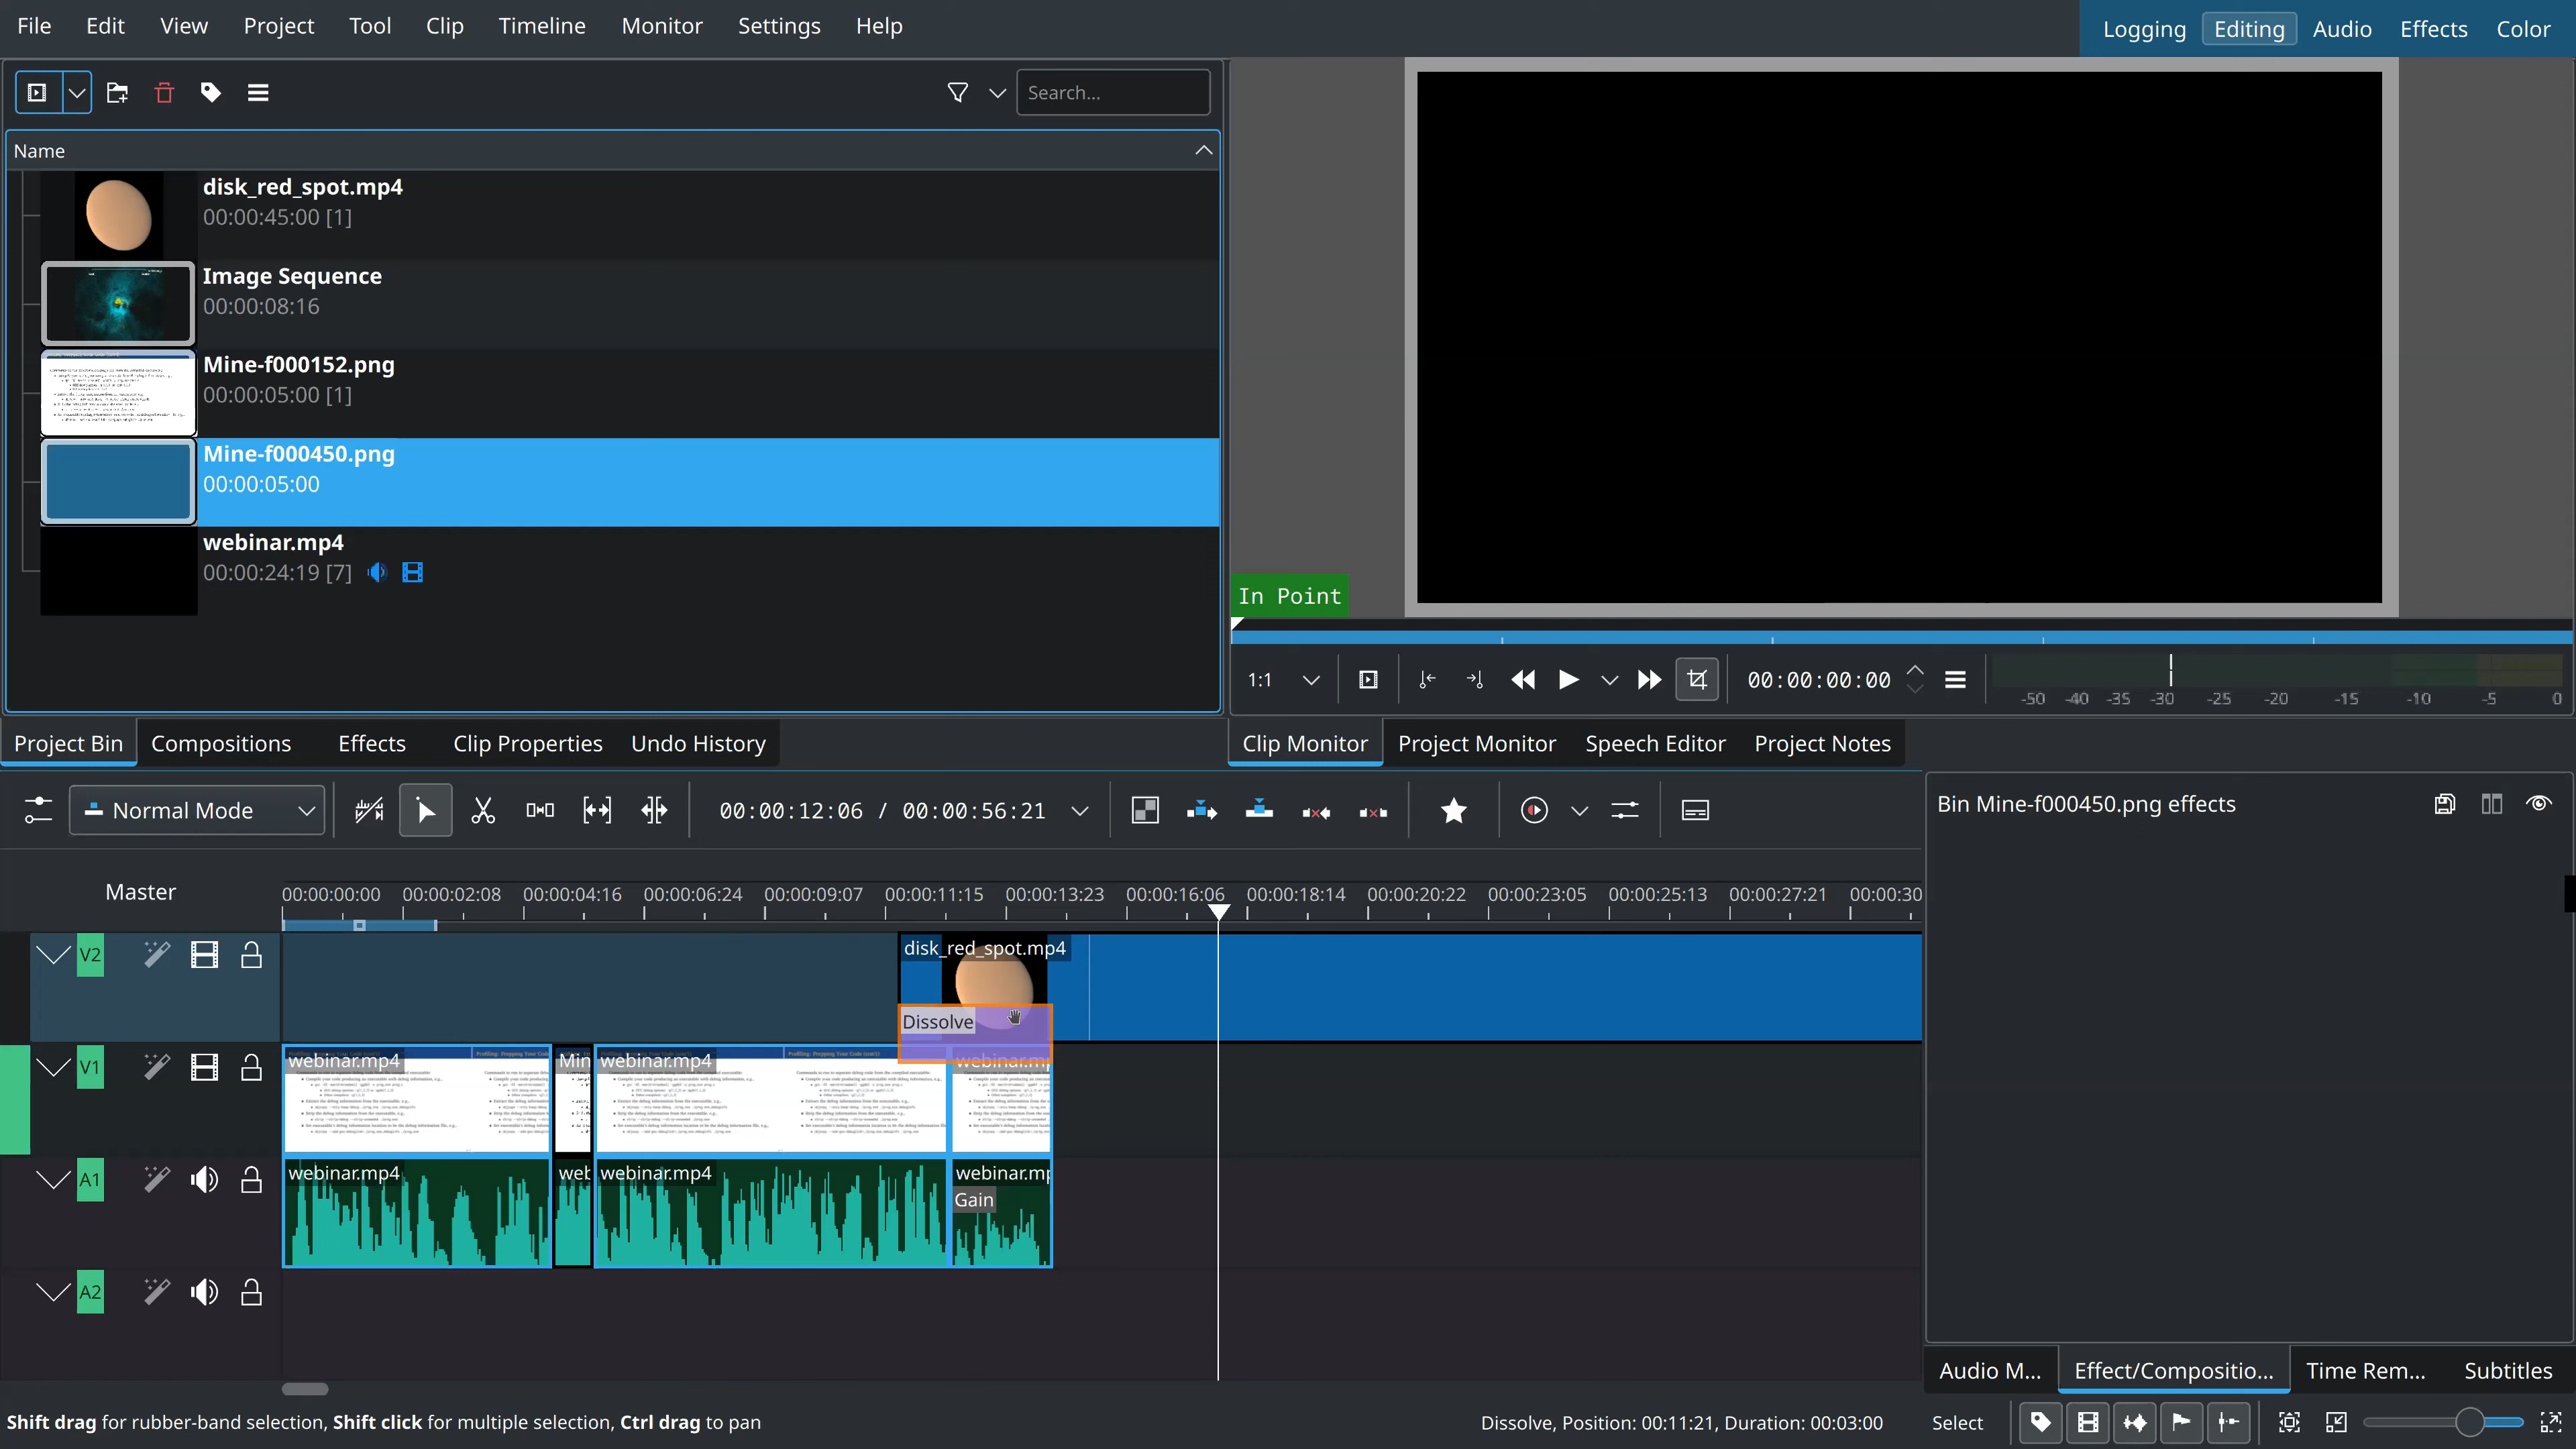 File Edit View Project Tool Clip Timeline Monitor Settings Help
Logging Editing Audio Effects Color
Search...
Name
disk_red_spot.mp4
00:00:45:00 [1]
Image Sequence
00:00:08:16
Mine-f000152.png
00:00:05:00 [1]
Mine-f000450.png
00:00:05:00
webinar.mp4
00:00:24:19 [7]
In Point
1:1 00:00:00:00 -50 -40 -35 -30 -25 -20 -15 -10 -5 0
Project Bin Compositions Effects Clip Properties Undo History
Clip Monitor Project Monitor Speech Editor Project Notes
Normal Mode 00:00:12:06 / 00:00:56:21
Bin Mine-f000450.png effects
Master
00:00:00:00 00:00:02:08 00:00:04:16 00:00:06:24 00:00:09:07 00:00:11:15 00:00:13:23 00:00:16:06 00:00:18:14 00:00:20:22 00:00:23:05 00:00:25:13 00:00:27:21 00:00:30
V2 disk_red_spot.mp4
Dissolve
V1 webinar.mp4 Min webinar.mp4 webinar.mp
A1 webinar.mp4 web webinar.mp4 webinar.mp
Gain
A2
Audio M... Effect/Compositio... Time Rem... Subtitles
Shift drag for rubber-band selection, Shift click for multiple selection, Ctrl drag to pan
Dissolve, Position: 00:11:21, Duration: 00:03:00 Select